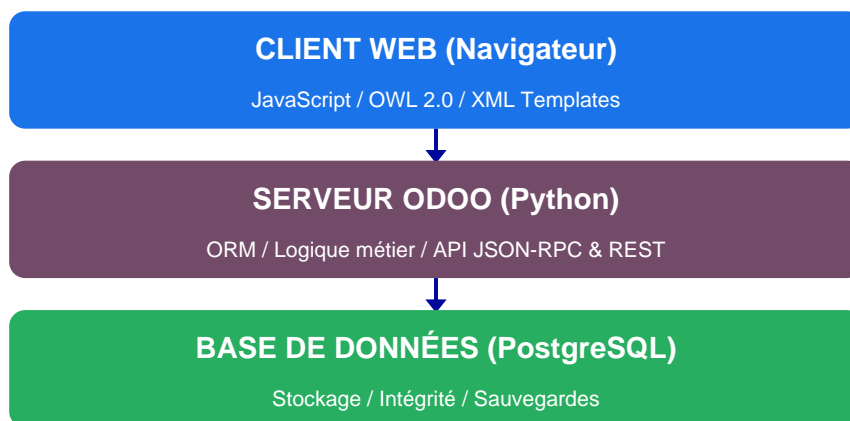 CLIENT WEB (Navigateur)
JavaScript / OWL 2.0 / XML Templates
SERVEUR ODOO (Python)
ORM / Logique métier / API JSON-RPC & REST
BASE DE DONNÉES (PostgreSQL)
Stockage / Intégrité / Sauvegardes